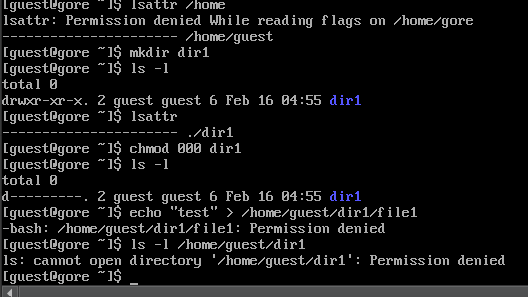 [guest@gore ~]$ lsattr /home
lsattr: Permission denied While reading flags on /home/gore
---------------------- /home/guest
[guest@gore ~]$ mkdir dir1
[guest@gore ~]$ ls -l
total 0
drwxr-xr-x. 2 guest guest 6 Feb 16 04:55 dir1
[guest@gore ~]$ lsattr
---------------------- ./dir1
[guest@gore ~]$ chmod 000 dir1
[guest@gore ~]$ ls -l
total 0
d---------. 2 guest guest 6 Feb 16 04:55 dir1
[guest@gore ~]$ echo "test" > /home/guest/dir1/file1
-bash: /home/guest/dir1/file1: Permission denied
[guest@gore ~]$ ls -l /home/guest/dir1
ls: cannot open directory '/home/guest/dir1': Permission denied
[guest@gore ~]$ _